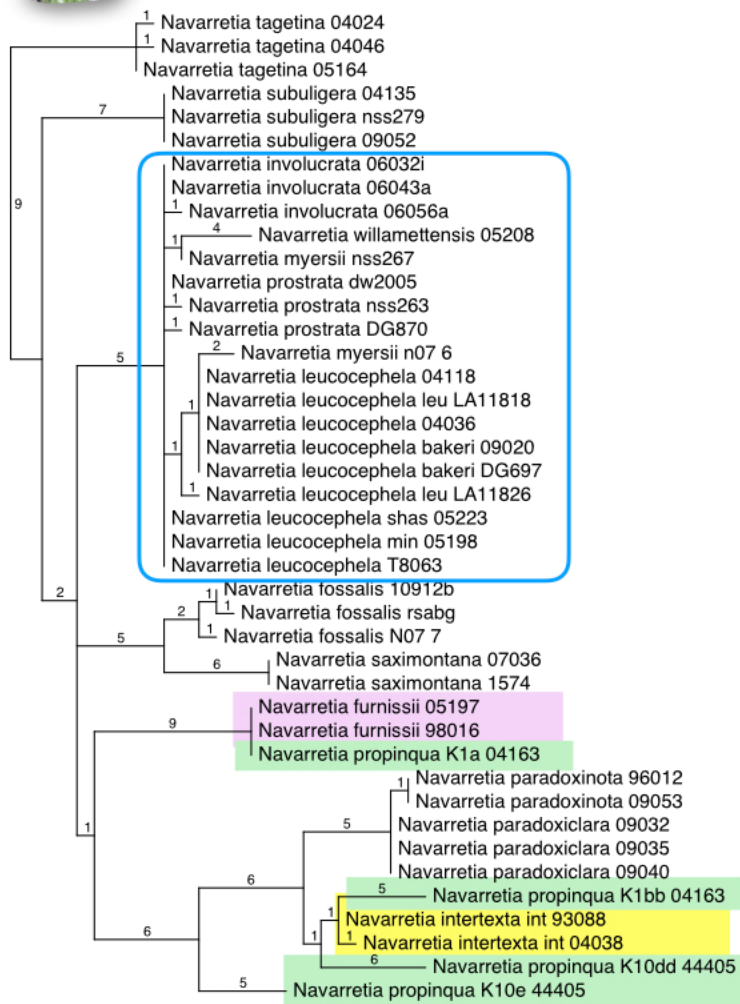 1 Navarretia tagetina 04024
1 Navarretia tagetina 04046
Navarretia tagetina 05164
Navarretia subuligera 04135
7 Navarretia subuligera nss279
Navarretia subuligera 09052
Navarretia involucrata 06032i
Navarretia involucrata 06043a
9
1 Navarretia involucrata 06056a
4 Navarretia willamettensis 05208
1
Navarretia myersii nss267
Navarretia prostrata dw2005
1 Navarretia prostrata nss263
1 Navarretia prostrata DG870
5
2 Navarretia myersii n07 6
Navarretia leucocephela 04118
1
Navarretia leucocephela leu LA11818
Navarretia leucocephela 04036
1
Navarretia leucocephela bakeri 09020
Navarretia leucocephela bakeri DG697
1 Navarretia leucocephela leu LA11826
Navarretia leucocephela shas 05223
Navarretia leucocephela min 05198
Navarretia leucocephela T8063
1 Navarretia fossalis 10912b
2
2
1 Navarretia fossalis rsabg
5
1 Navarretia fossalis N07 7
Navarretia saximontana 07036
6
Navarretia saximontana 1574
Navarretia furnissii 05197
9 Navarretia furnissii 98016
Navarretia propinqua K1a 04163
1 Navarretia paradoxinota 96012
Navarretia paradoxinota 09053
1
5 Navarretia paradoxiclara 09032
Navarretia paradoxiclara 09035
Navarretia paradoxiclara 09040
6
5 Navarretia propinqua K1bb 04163
1 Navarretia intertexta int 93088
6
1
1 Navarretia intertexta int 04038
6 Navarretia propinqua K10dd 44405
5 Navarretia propinqua K10e 44405